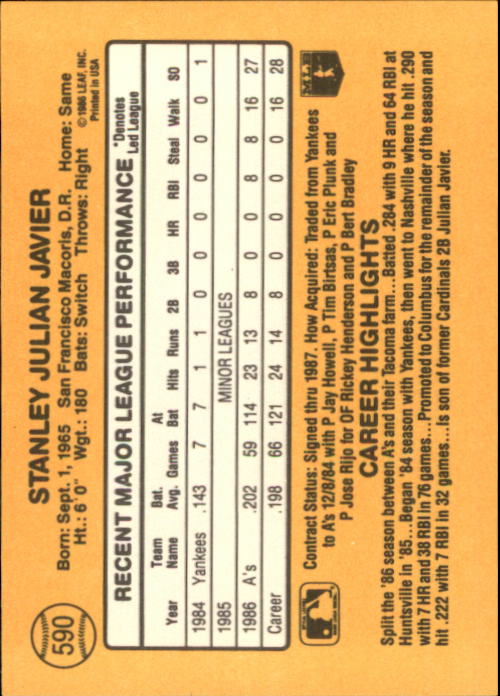 590
STANLEY JULIAN JAVIER
Born: Sept. 1, 1965 San Francisco Macoris, D.R. Home: Same
Ht.: 6'0" Wgt.: 180 Bats: Switch Throws: Right
© 1986 LEAF, INC.
Printed in USA
RECENT MAJOR LEAGUE PERFORMANCE
*Denotes
Led League
Year Team Name Bat. Avg. Games At Bat Hits Runs 2B 3B HR RBI Steal Walk SO
1984 Yankees .143 7 7 1 1 0 0 0 0 0 0 1
1985 MINOR LEAGUES
1986 A's .202 59 114 23 13 8 0 0 8 8 16 27
Career .198 66 121 24 14 8 0 0 8 8 16 28
Contract Status: Signed thru 1987. How Acquired: Traded from Yankees
to A's 12/8/84 with P Jay Howell, P Tim Birtsas, P Eric Plunk and
P Jose Rijo for OF Rickey Henderson and P Bert Bradley
MLB
CAREER HIGHLIGHTS
Split the '86 season between A's and their Tacoma farm...Batted .284 with 9 HR and 64 RBI at
Huntsville in '85...Began '84 season with Yankees, then went to Nashville where he hit .290
with 7 HR and 38 RBI in 76 games...Promoted to Columbus for the remainder of the season and
hit .222 with 7 RBI in 32 games...Is son of former Cardinals 2B Julian Javier.